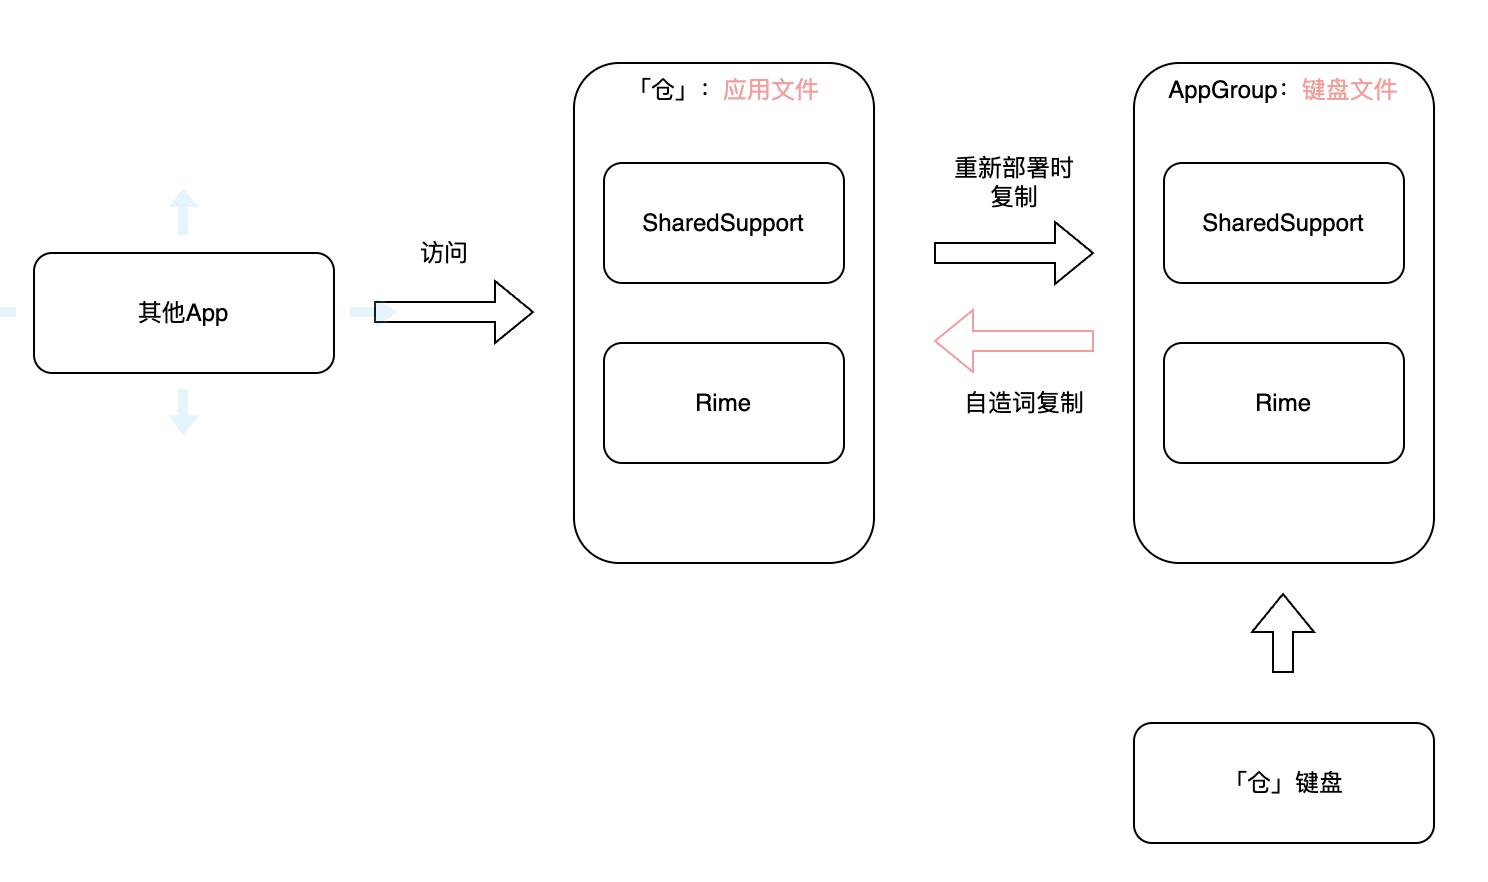 「仓」：应用文件
AppGroup：键盘文件
重新部署时
复制
SharedSupport
SharedSupport
访问
其他App
Rime
自造词复制
Rime
「仓」键盘